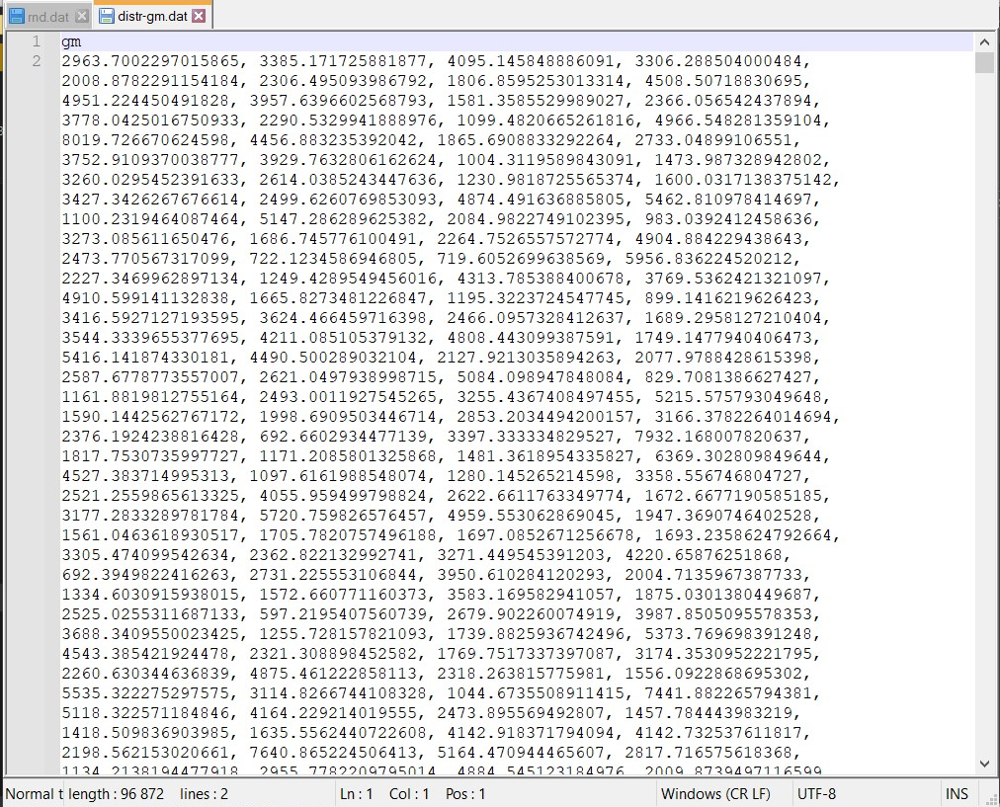 rnd.dat distr-gm.dat
1 gm
2 2963.7002297015865, 3385.171725881877, 4095.145848886091, 3306.288504000484,
2008.8782291154184, 2306.495093986792, 1806.8595253013314, 4508.50718830695,
4951.224450491828, 3957.6396602568793, 1581.3585529989027, 2366.056542437894,
3778.0425016750933, 2290.5329941888976, 1099.4820665261816, 4966.548281359104,
8019.726670624598, 4456.883235392042, 1865.6908833292264, 2733.04899106551,
3752.9109370038777, 3929.7632806162624, 1004.3119589843091, 1473.987328942802,
3260.0295452391633, 2614.0385243447636, 1230.9818725565374, 1600.0317138375142,
3427.3426267676614, 2499.6260769853093, 4874.491636885805, 5462.810978414697,
1100.2319464087464, 5147.286289625382, 2084.9822749102395, 983.0392412458636,
3273.085611650476, 1686.745776100491, 2264.7526557572774, 4904.884229438643,
2473.770567317099, 722.1234586946805, 719.6052699638569, 5956.836224520212,
2227.3469962897134, 1249.4289549456016, 4313.785388400678, 3769.5362421321097,
4910.599141132838, 1665.8273481226847, 1195.3223724547745, 899.1416219626423,
3416.5927127193595, 3624.466459716398, 2466.0957328412637, 1689.2958127210404,
3544.3339655377695, 4211.085105379132, 4808.443099387591, 1749.1477940406473,
5416.141874330181, 4490.500289032104, 2127.9213035894263, 2077.9788428615398,
2587.6778773557007, 2621.0497938998715, 5084.098947848084, 829.7081386627427,
1161.8819812755164, 2493.0011927545265, 3255.4367408497455, 5215.575793049648,
1590.1442562767172, 1998.6909503446714, 2853.2034494200157, 3166.3782264014694,
2376.1924238816428, 692.6602934477139, 3397.333334829527, 7932.168007820637,
1817.7530735997727, 1171.2085801325868, 1481.3618954335827, 6369.302809849644,
4527.383714995313, 1097.6161988548074, 1280.145265214598, 3358.556746804727,
2521.2559865613325, 4055.959499798824, 2622.6611763349774, 1672.6677190585185,
3177.2833289781784, 5720.759826576457, 4959.553062869045, 1947.3690746402528,
1561.0463618930517, 1705.7820757496188, 1697.0852671256678, 1693.2358624792664,
3305.474099542634, 2362.822132992741, 3271.449545391203, 4220.65876251868,
692.3949822416263, 2731.225553106844, 3950.610284120293, 2004.7135967387733,
1334.6030915938015, 1572.660771160373, 3583.169582941057, 1875.0301380449687,
2525.0255311687133, 597.2195407560739, 2679.902260074919, 3987.8505095578353,
3688.3409550023425, 1255.728157821093, 1739.8825936742496, 5373.769698391248,
4543.385421924478, 2321.308898452582, 1769.7517337397087, 3174.3530952221795,
2260.630344636839, 4875.461222858113, 2318.263815775981, 1556.0922868695302,
5535.322275297575, 3114.8266744108328, 1044.6735508911415, 7441.882265794381,
5118.322571184846, 4164.229214019555, 2473.895569492807, 1457.784443983219,
1418.509836903985, 1635.5562440722608, 4142.918371794094, 4142.732537611817,
2198.562153020661, 7640.865224506413, 5164.470944465607, 2817.716575618368,
1134.2138194477918, 2955.7782209795014, 4884.545123184976, 2009.8739497116599
Normal t length : 96 872 lines : 2 Ln : 1 Col : 1 Pos : 1 Windows (CR LF) UTF-8 INS